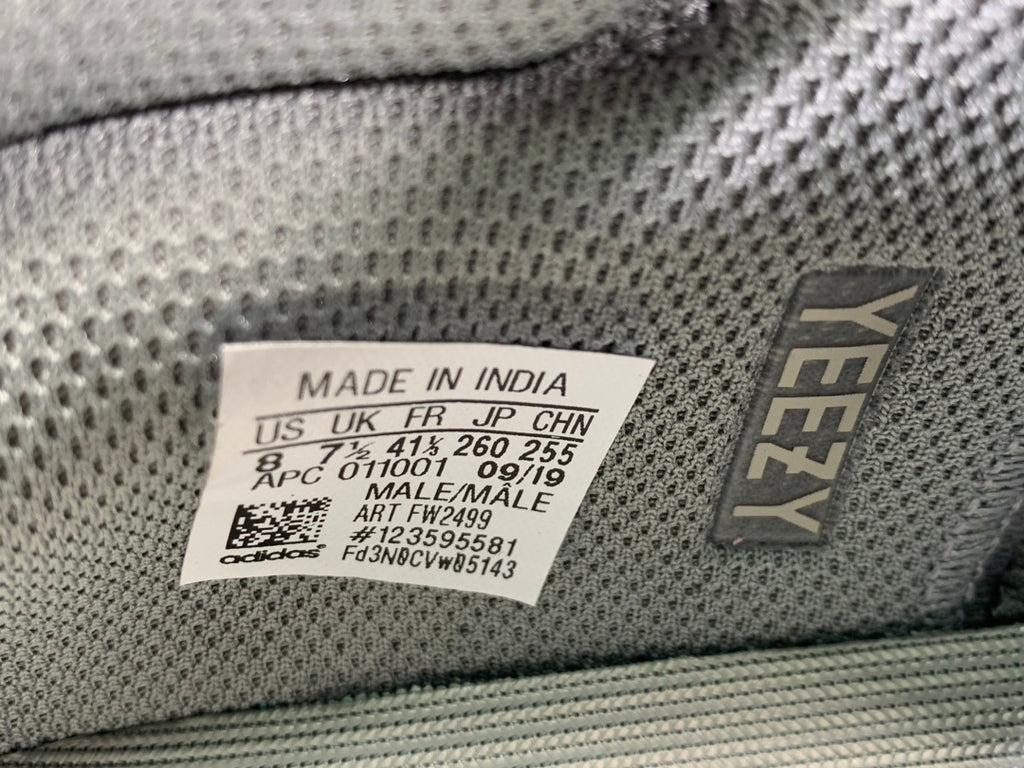 MADE IN INDIA
US UK FR JP CHN
8 7½ 41⅓ 260 255
APC 011001 09/19
MALE/MÂLE
ART FW2499
#123595581
Fd3N0CVw05143
adidas
YEEZY